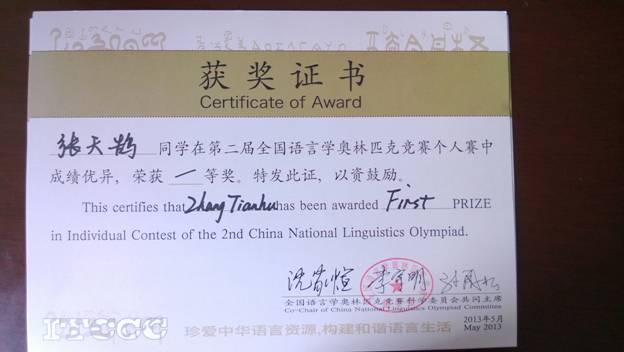 获奖证书
Certificate of Award
张天鹄 同学在第二届全国语言学奥林匹克竞赛个人赛中
成绩优异，荣获 一 等奖。特发此证，以资鼓励。
This certifies that Zhang Tianhu has been awarded First PRIZE
in Individual Contest of the 2nd China National Linguistics Olympiad.
全国语言学奥林匹克竞赛科学委员会共同主席
Co-Chair of China National Linguistics Olympiad Committee
2013年5月
May 2013
珍爱中华语言资源,构建和谐语言生活